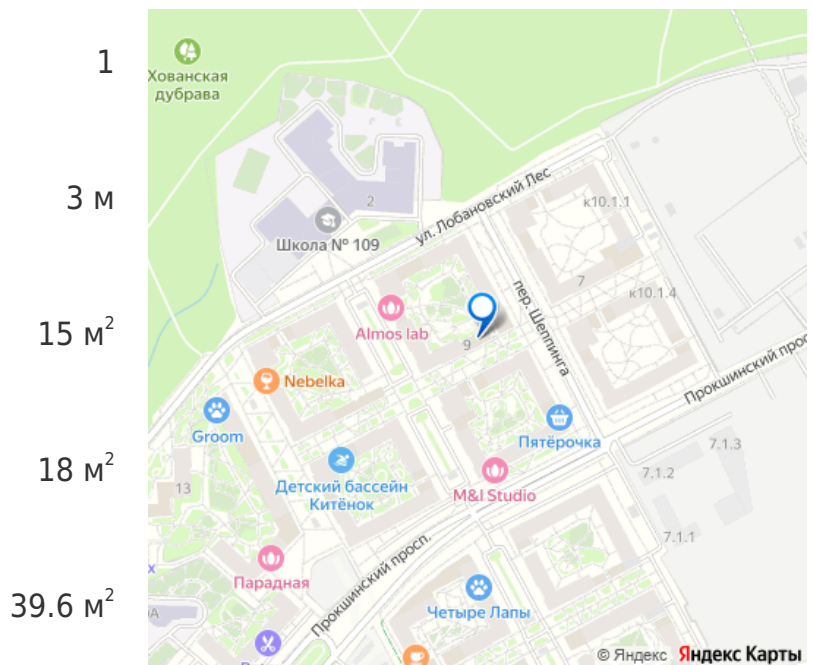 1
3 м
15 м²
18 м²
39.6 м²
Хованская
дубрава
2
Школа № 109
ул. Лобановский Лес
к10.1.1
7
к10.1.4
пер. Шеппинга
Almos lab
9
Прокшинский прос
Nebelka
Groom
Пятёрочка
7.1.3
7.1.2
7.1.1
13
Детский бассейн
Китёнок
M&I Studio
Прокшинский просп.
х
Парадная
Четыре Лапы
© Яндекс Яндекс Карты